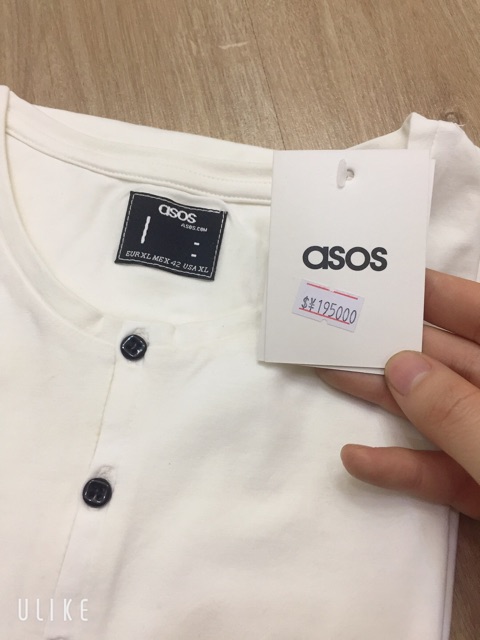 asos
asos.com
EUR XL MEX 42 USA XL
asos
$¥195000
ULIKE